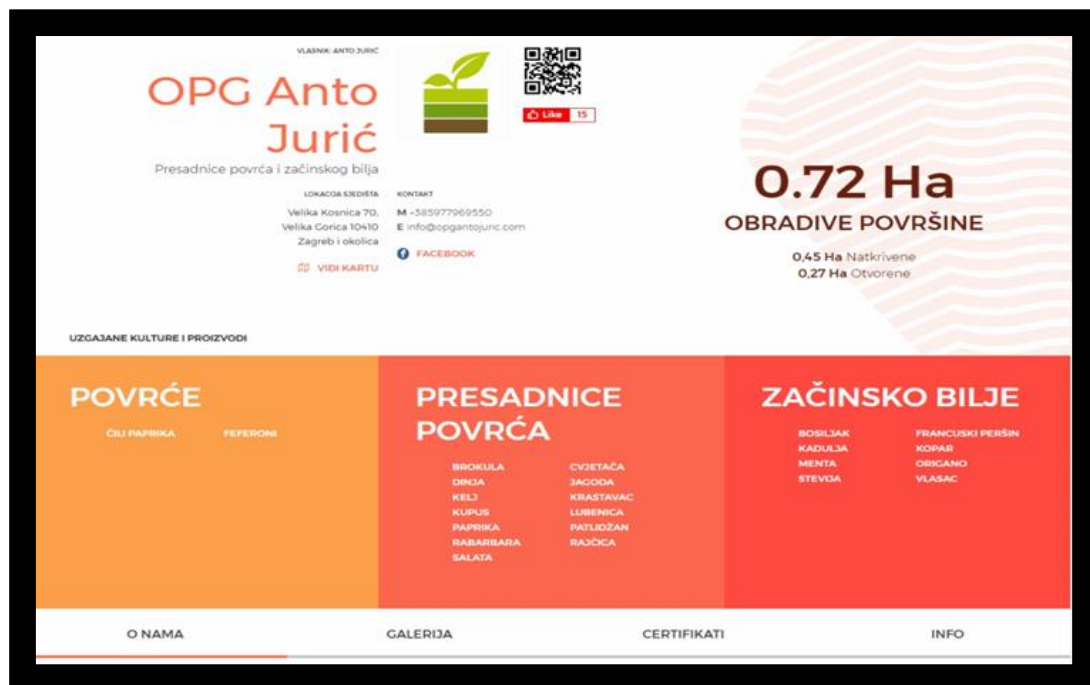 VLASNIK: ANTO JURIĆ
OPG Anto
Jurić
Presadnice povrća i začinskog bilja
LOKACIJA SJEDIŠTA
Velika Kosnica 70,
Velika Gorica 10410
Zagreb i okolica
VIDI KARTU
KONTAKT
M +385977969550
E info@opgantojuric.com
FACEBOOK
Like 15
0.72 Ha
OBRADIVE POVRŠINE
0,45 Ha Natkrivene
0,27 Ha Otvorene
UZGAJANE KULTURE I PROIZVODI
POVRĆE
ČILI PAPRIKA
FEFERONI
PRESADNICE
POVRĆA
BROKULA
DINJA
KELJ
KUPUS
PAPRIKA
RABARBARA
SALATA
CVJETAČA
JAGODA
KRASTAVAC
LUBENICA
PATLIDŽAN
RAJČICA
ZAČINSKO BILJE
BOSILJAK
KADULJA
MENTA
STEVIJA
FRANCUSKI PERŠIN
KOPAR
ORIGANO
VLASAC
O NAMA
GALERIJA
CERTIFIKATI
INFO